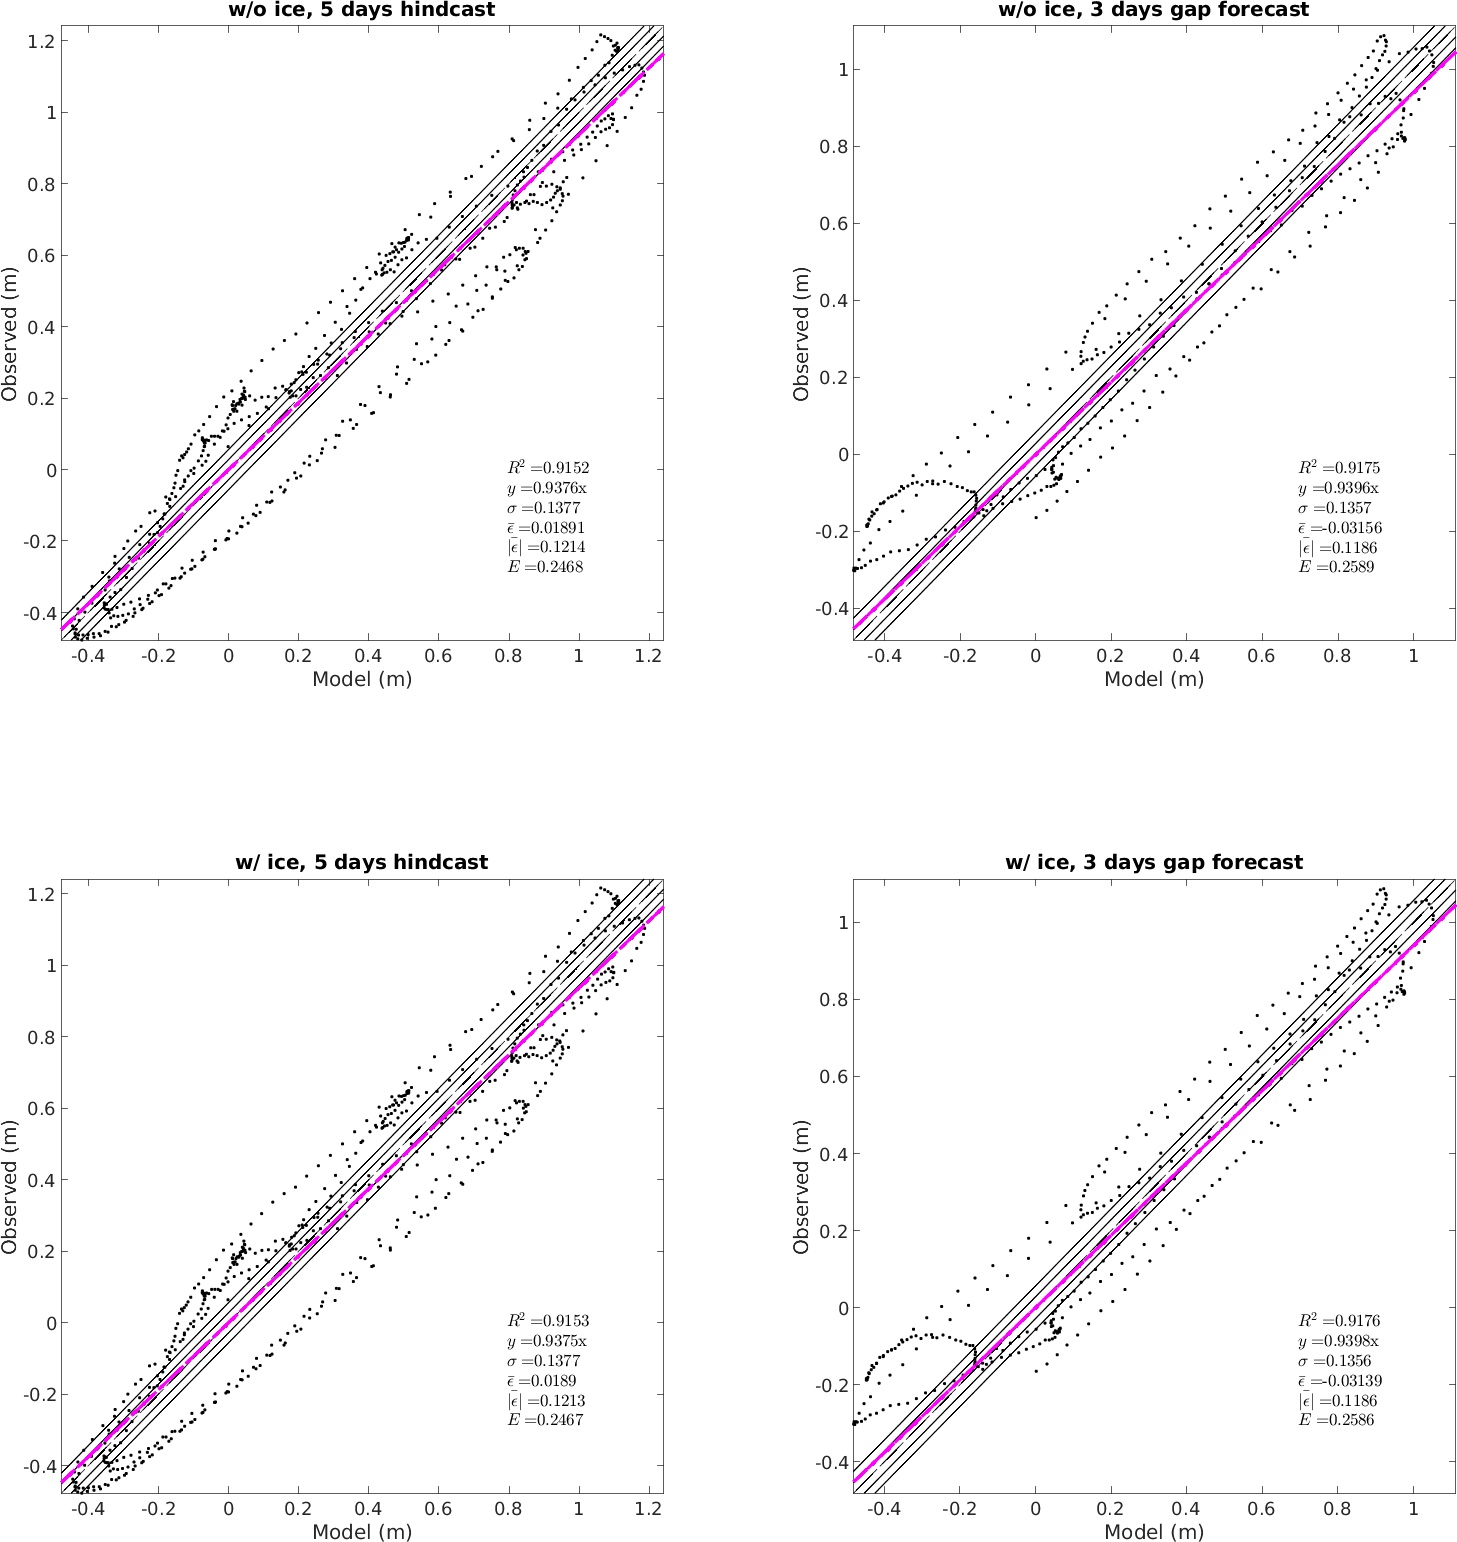 w/o ice, 5 days hindcast
1.2
1
0.8
0.6
0.4
0.2
0
-0.2
-0.4
Observed (m)
R² =0.9152
y =0.9376x
σ =0.1377
ε̄ =0.01891
|ε̄| =0.1214
E =0.2468
-0.4 -0.2 0 0.2 0.4 0.6 0.8 1 1.2
Model (m)
w/o ice, 3 days gap forecast
1
0.8
0.6
0.4
0.2
0
-0.2
-0.4
Observed (m)
R² =0.9175
y =0.9396x
σ =0.1357
ε̄ =-0.03156
|ε̄| =0.1186
E =0.2589
-0.4 -0.2 0 0.2 0.4 0.6 0.8 1
Model (m)
w/ ice, 5 days hindcast
1.2
1
0.8
0.6
0.4
0.2
0
-0.2
-0.4
Observed (m)
R² =0.9153
y =0.9375x
σ =0.1377
ε̄ =0.0189
|ε̄| =0.1213
E =0.2467
-0.4 -0.2 0 0.2 0.4 0.6 0.8 1 1.2
Model (m)
w/ ice, 3 days gap forecast
1
0.8
0.6
0.4
0.2
0
-0.2
-0.4
Observed (m)
R² =0.9176
y =0.9398x
σ =0.1356
ε̄ =-0.03139
|ε̄| =0.1186
E =0.2586
-0.4 -0.2 0 0.2 0.4 0.6 0.8 1
Model (m)